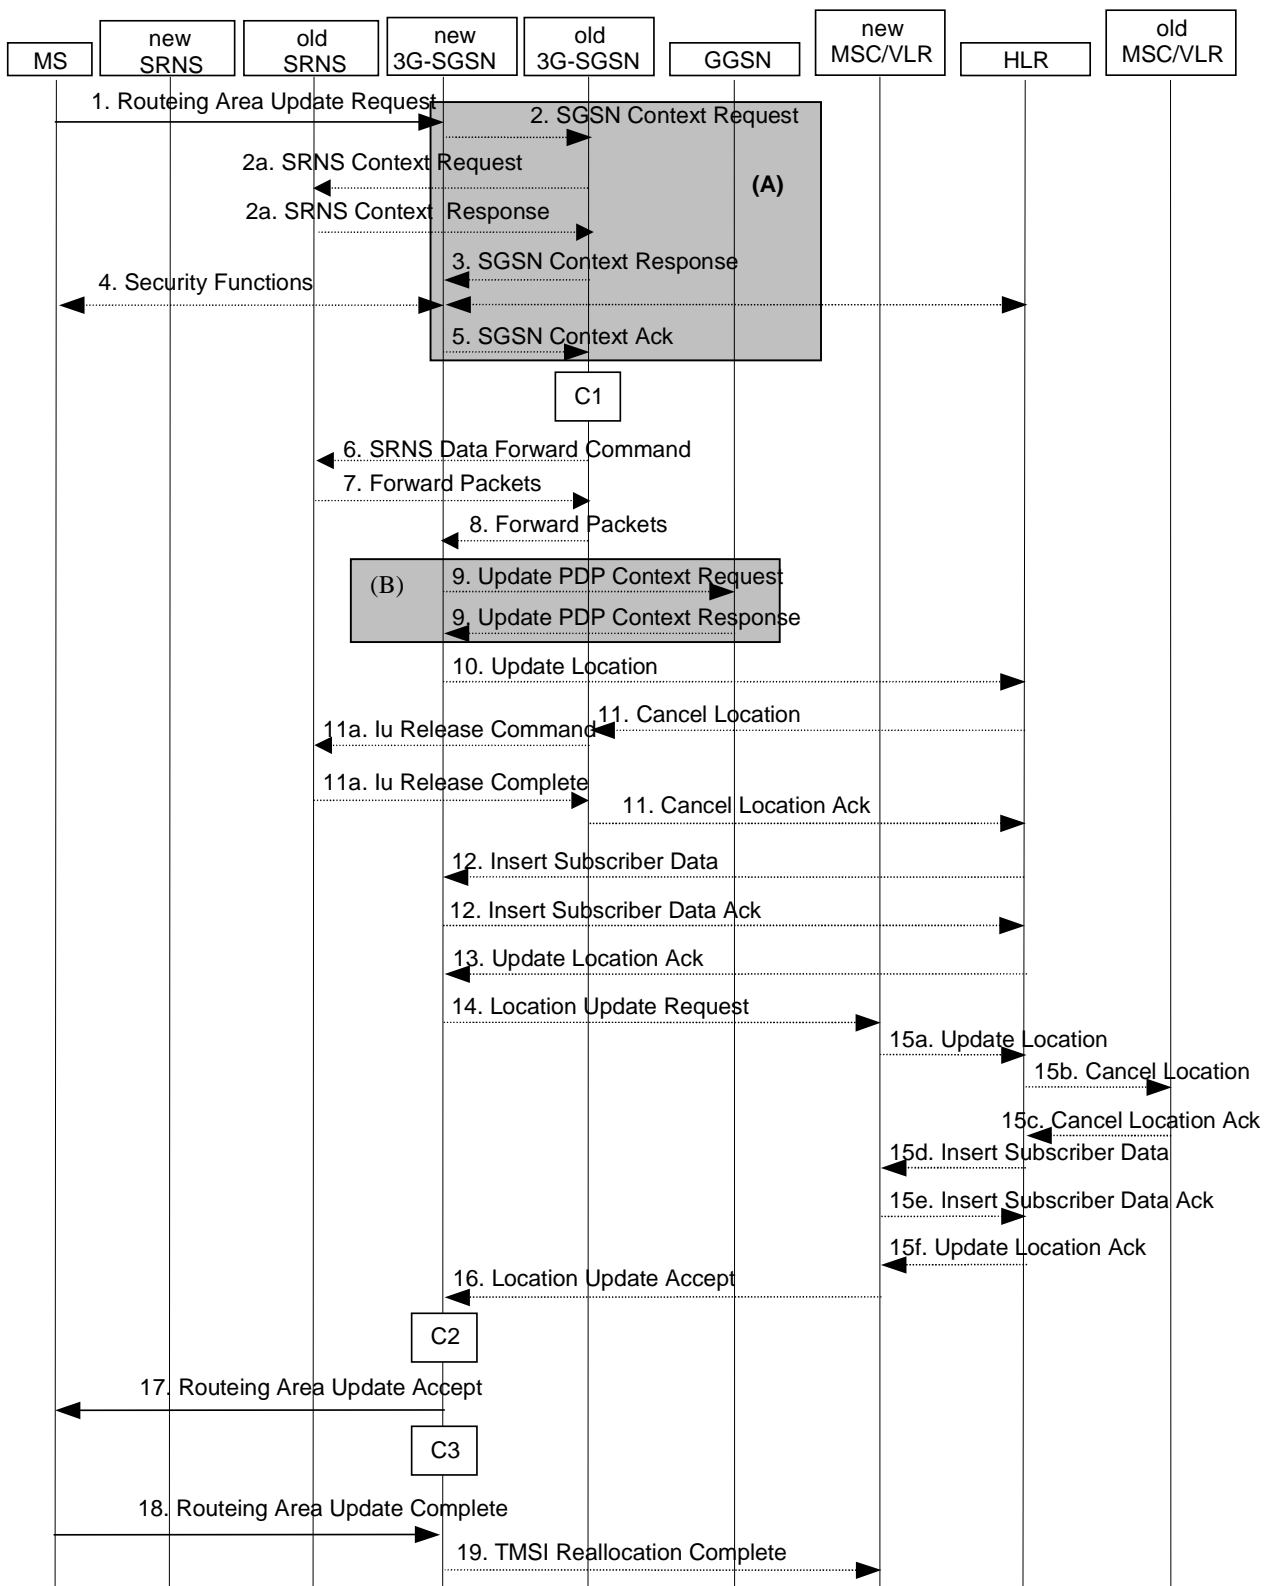 MS
new
SRNS
old
SRNS
new
3G-SGSN
old
3G-SGSN
GGSN
new
MSC/VLR
HLR
old
MSC/VLR
1. Routeing Area Update Request
2. SGSN Context Request
2a. SRNS Context Request
(A)
2a. SRNS Context Response
3. SGSN Context Response
4. Security Functions
5. SGSN Context Ack
C1
6. SRNS Data Forward Command
7. Forward Packets
8. Forward Packets
(B)
9. Update PDP Context Request
9. Update PDP Context Response
10. Update Location
11. Cancel Location
11a. Iu Release Command
11a. Iu Release Complete
11. Cancel Location Ack
12. Insert Subscriber Data
12. Insert Subscriber Data Ack
13. Update Location Ack
14. Location Update Request
15a. Update Location
15b. Cancel Location
15c. Cancel Location Ack
15d. Insert Subscriber Data
15e. Insert Subscriber Data Ack
15f. Update Location Ack
16. Location Update Accept
C2
17. Routeing Area Update Accept
C3
18. Routeing Area Update Complete
19. TMSI Reallocation Complete